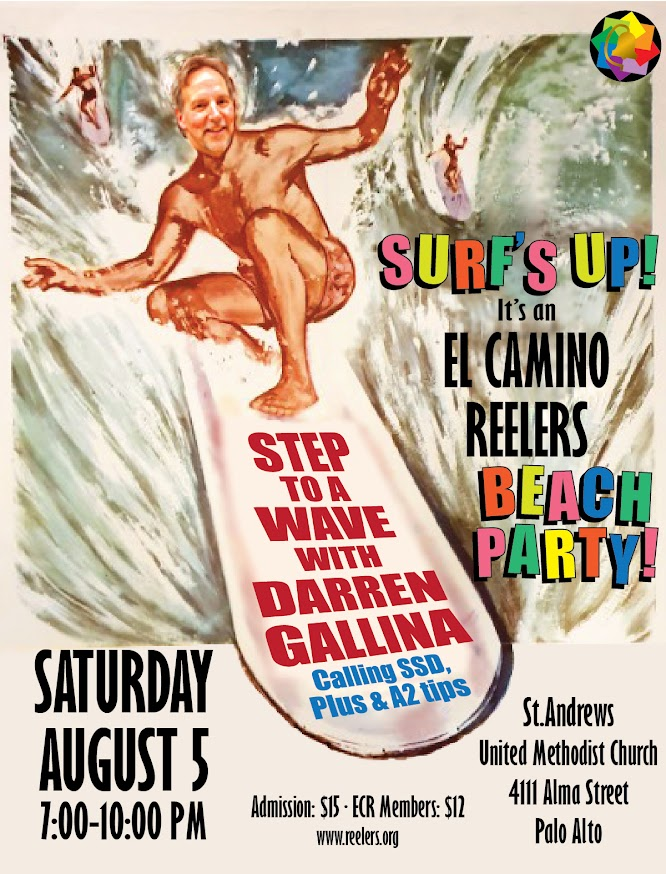 SURF'S UP!
It's an
EL CAMINO
REELERS
BEACH
PARTY!
STEP
TO A
WAVE
WITH
DARREN
GALLINA
Calling SSD,
Plus & A2 tips
SATURDAY
AUGUST 5
7:00-10:00 PM
Admission: $15 · ECR Members: $12
www.reelers.org
St.Andrews
United Methodist Church
4111 Alma Street
Palo Alto